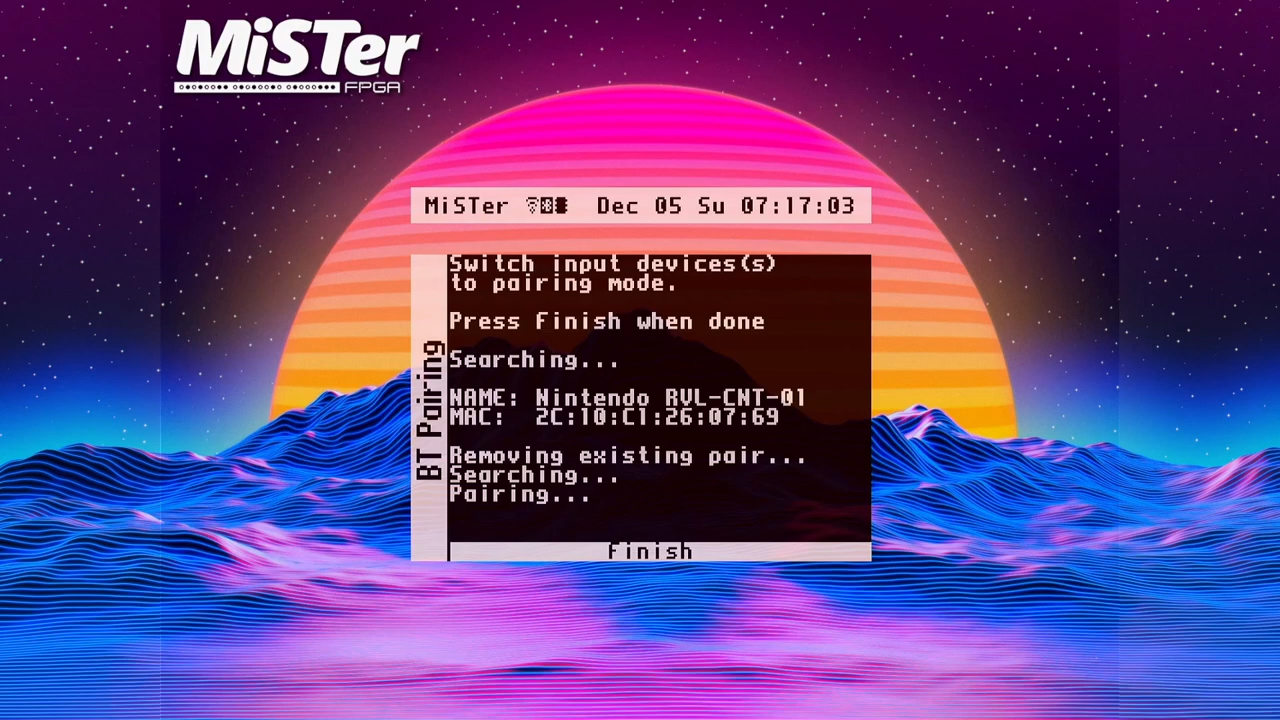 MiSTer
FPGA
MiSTer Dec 05 Su 07:17:03
BT Pairing
Switch input devices(s)
to pairing mode.
Press Finish when done
Searching...
NAME: Nintendo RVL-CNT-01
MAC: 2C:10:C1:26:07:69
Removing existing pair...
Searching...
Pairing...
Finish